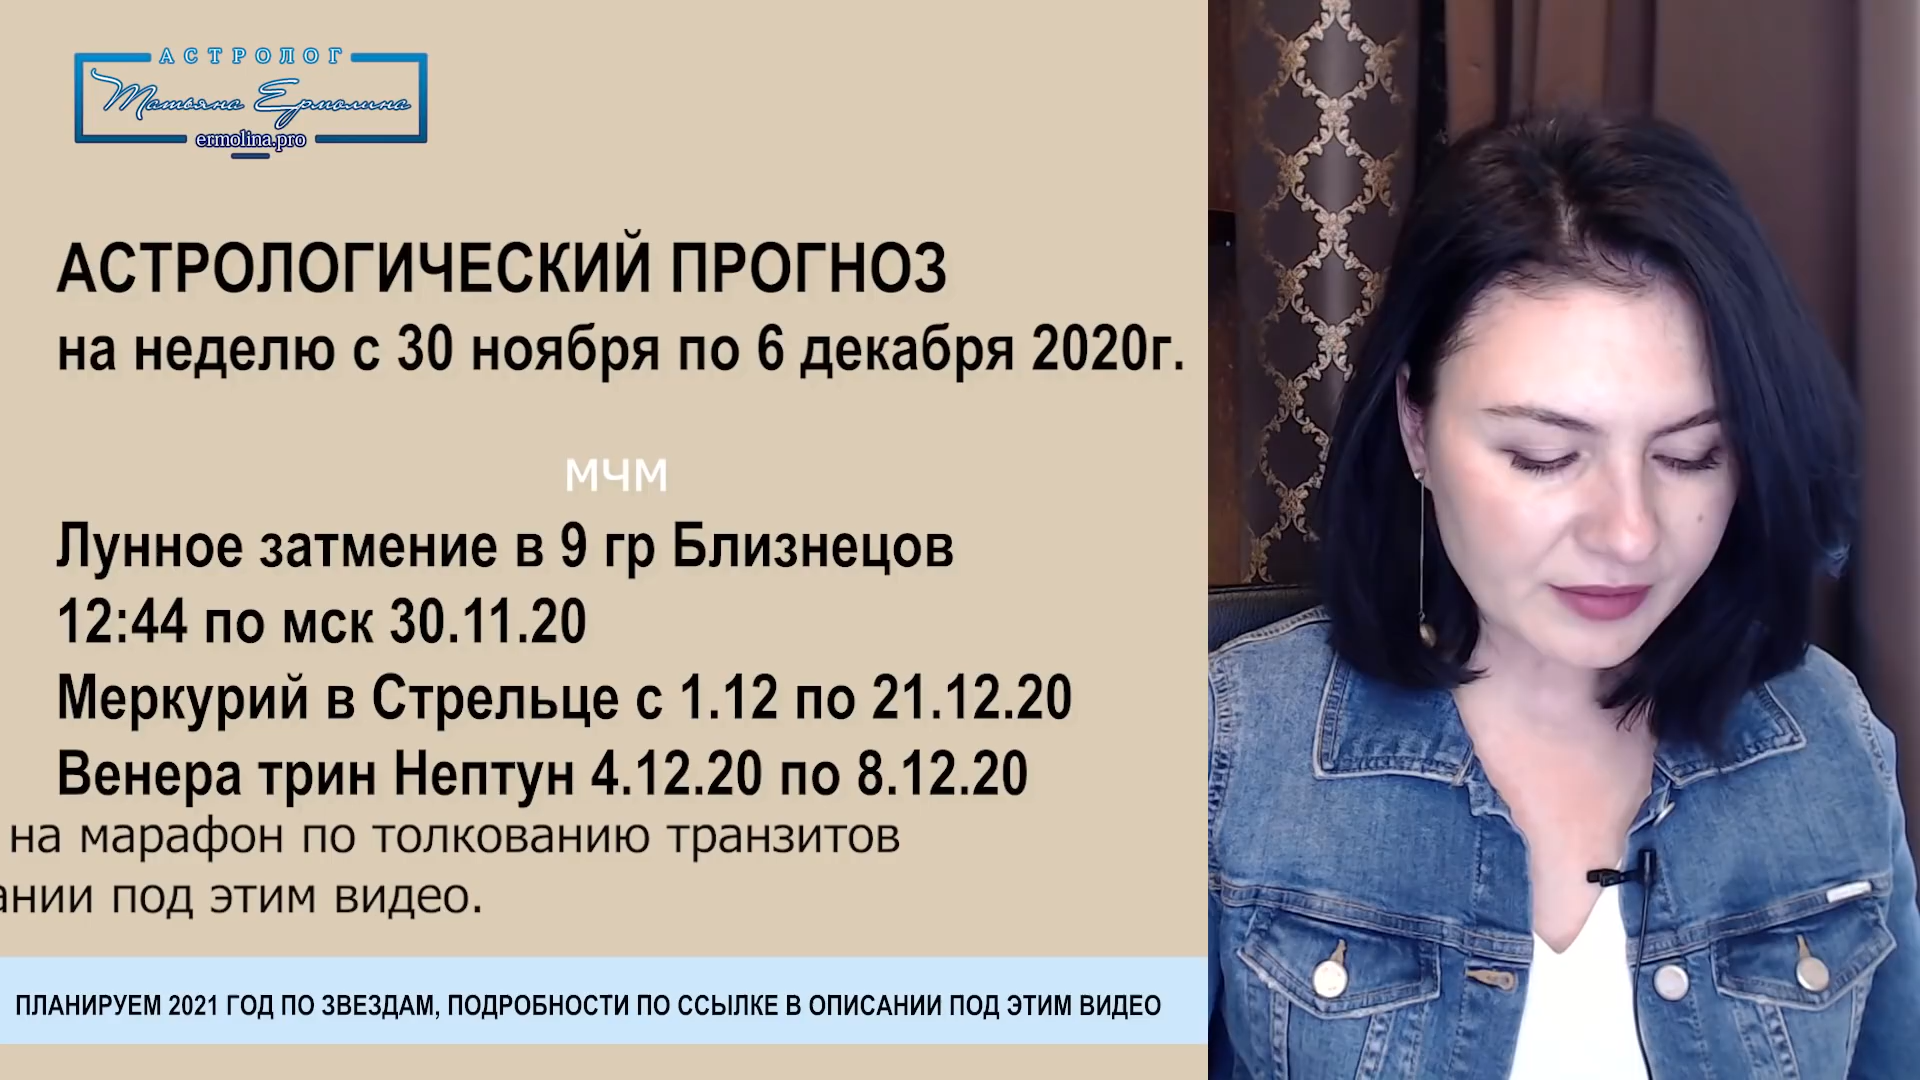 АСТРОЛОГ
Татьяна Ермолина
ermolina.pro
АСТРОЛОГИЧЕСКИЙ ПРОГНОЗ
на неделю с 30 ноября по 6 декабря 2020г.
мчм
Лунное затмение в 9 гр Близнецов
12:44 по мск 30.11.20
Меркурий в Стрельце с 1.12 по 21.12.20
Венера трин Нептун 4.12.20 по 8.12.20
на марафон по толкованию транзитов
ании под этим видео.
ПЛАНИРУЕМ 2021 ГОД ПО ЗВЕЗДАМ, ПОДРОБНОСТИ ПО ССЫЛКЕ В ОПИСАНИИ ПОД ЭТИМ ВИДЕО